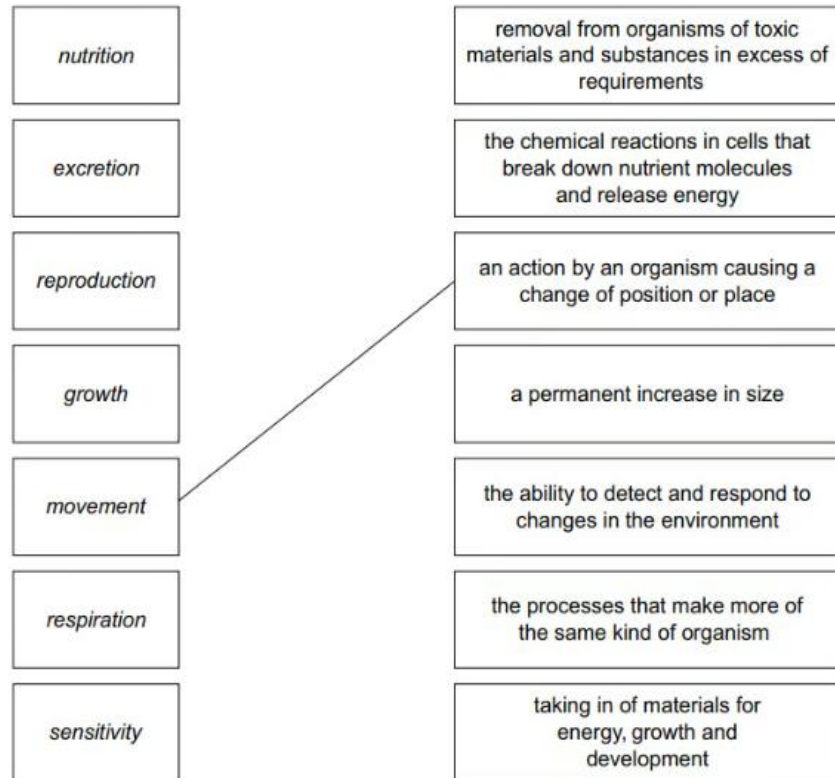 nutrition
removal from organisms of toxic
materials and substances in excess of
requirements
excretion
the chemical reactions in cells that
break down nutrient molecules
and release energy
reproduction
an action by an organism causing a
change of position or place
growth
a permanent increase in size
movement
the ability to detect and respond to
changes in the environment
respiration
the processes that make more of
the same kind of organism
sensitivity
taking in of materials for
energy, growth and
development